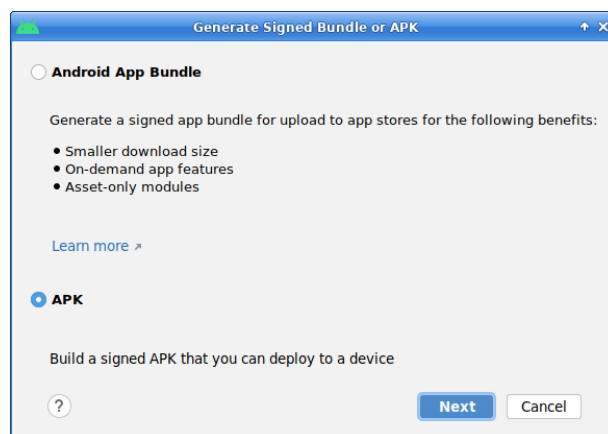 Generate Signed Bundle or APK
Android App Bundle
Generate a signed app bundle for upload to app stores for the following benefits:
• Smaller download size
• On-demand app features
• Asset-only modules
Learn more ↗
APK
Build a signed APK that you can deploy to a device
? Next Cancel